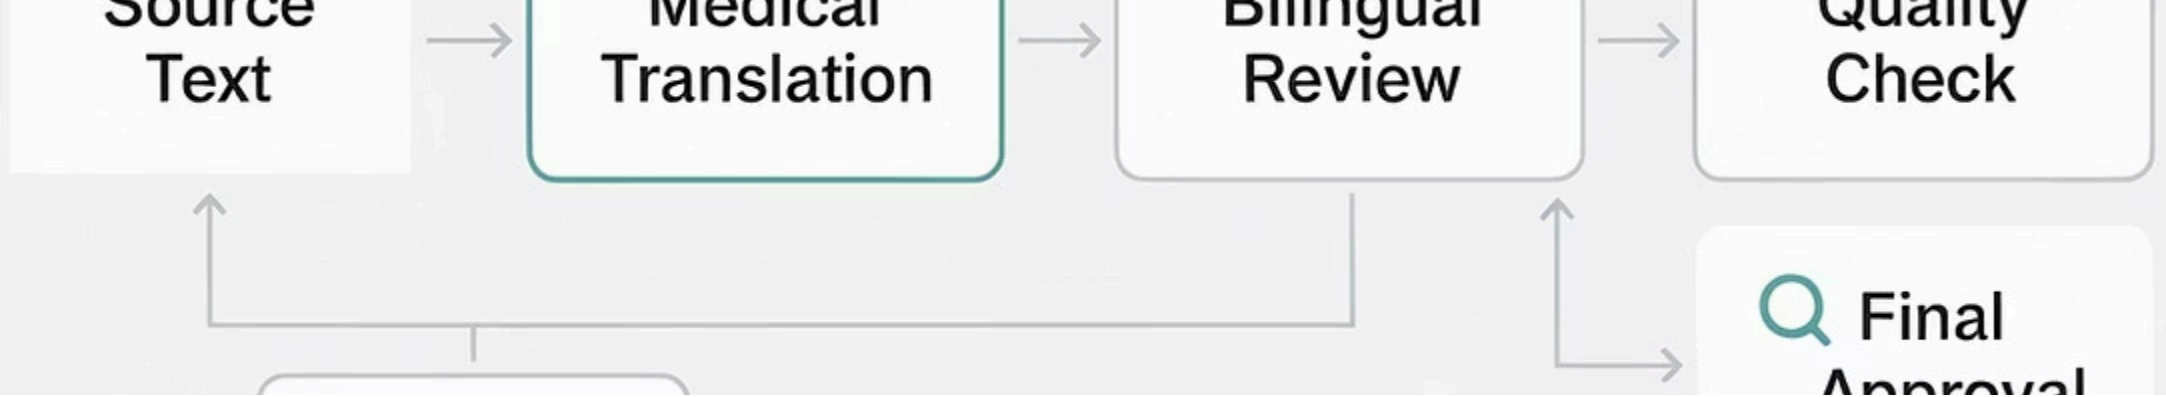 Source
Text
Medical
Translation
Bilingual
Review
Quality
Check
Final
Approval